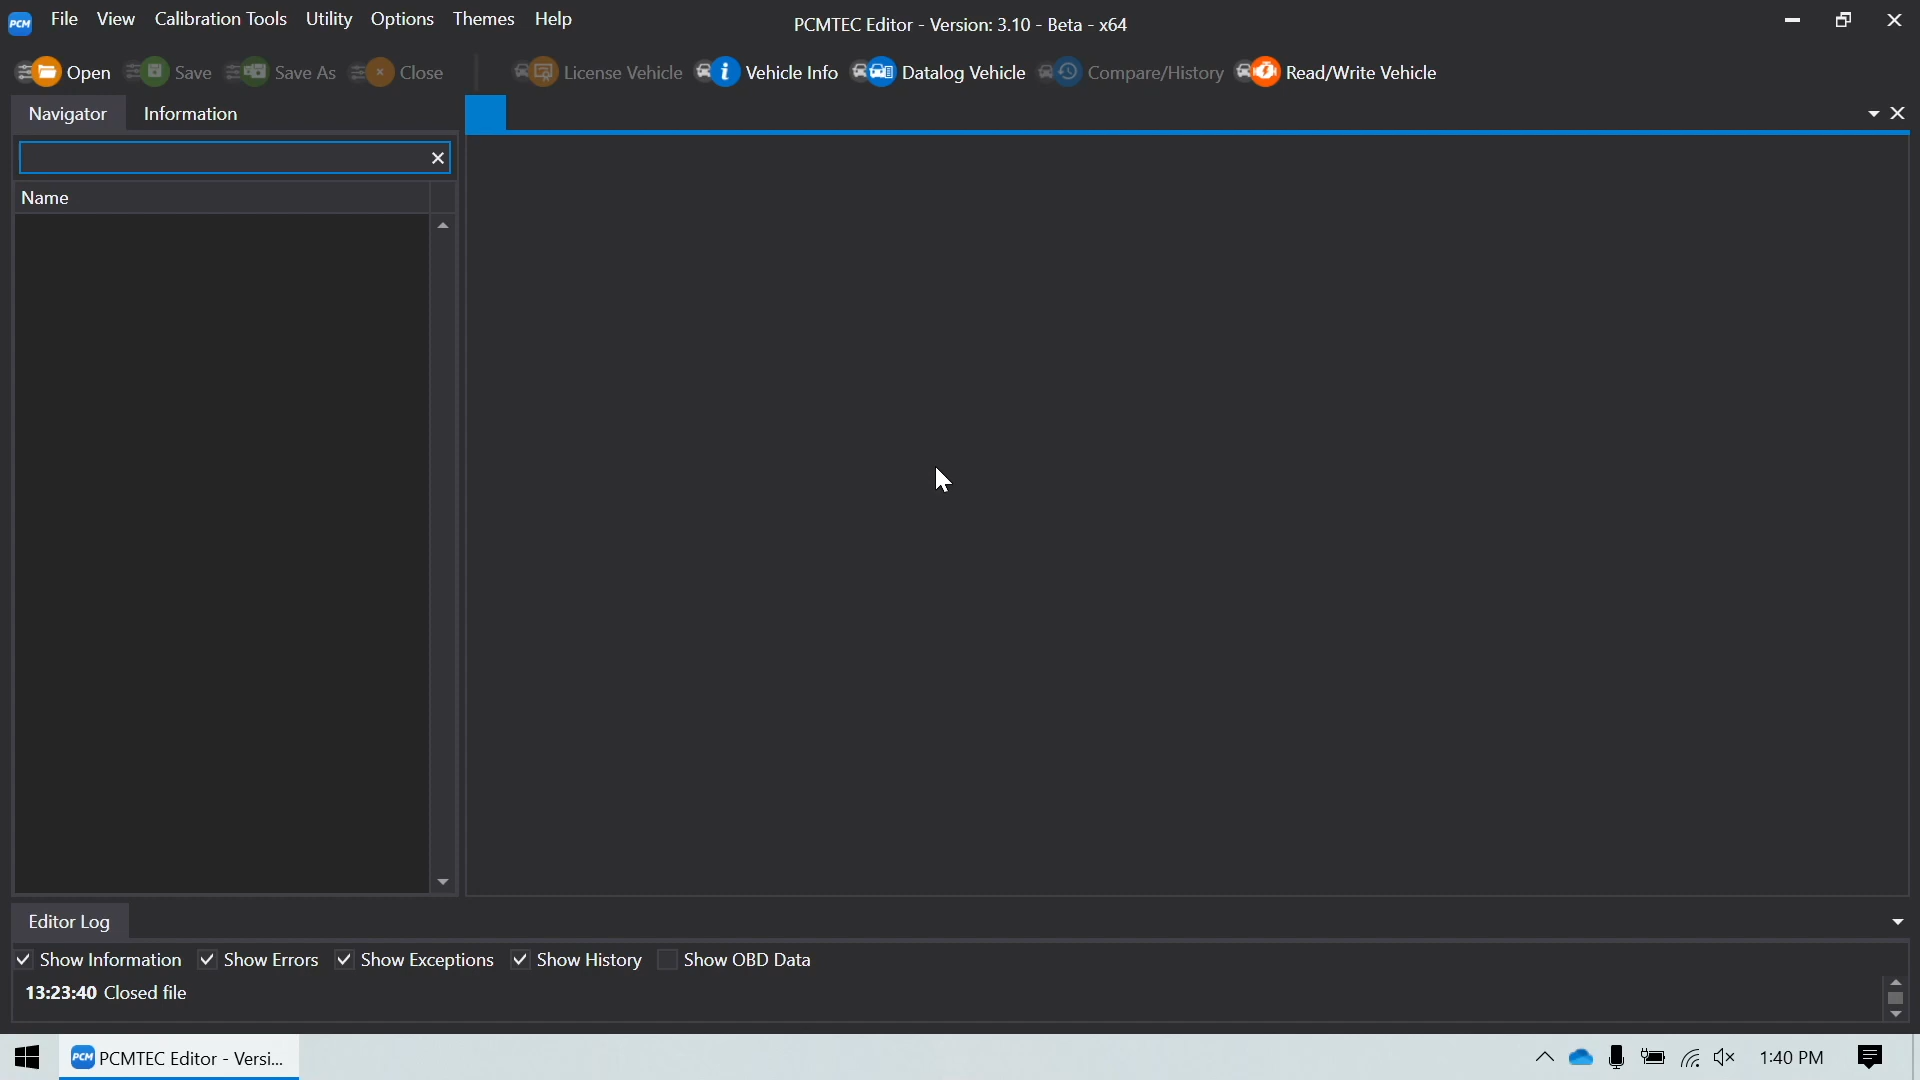 PCM File View Calibration Tools Utility Options Themes Help PCMTEC Editor - Version: 3.10 - Beta - x64
Open Save Save As Close License Vehicle Vehicle Info Datalog Vehicle Compare/History Read/Write Vehicle
Navigator Information
Name
Editor Log
Show Information Show Errors Show Exceptions Show History Show OBD Data
13:23:40 Closed file
PCM PCMTEC Editor - Versi... 1:40 PM